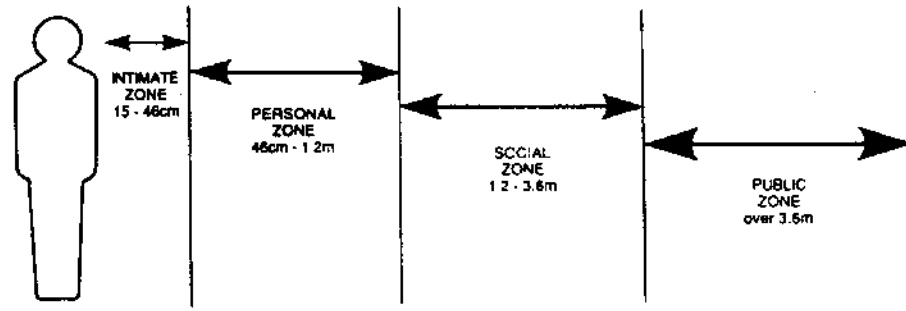 INTIMATE
ZONE
15 - 46cm
PERSONAL
ZONE
46cm - 1 2m
SOCIAL
ZONE
1 2 - 3.6m
PUBLIC
ZONE
over 3.6m